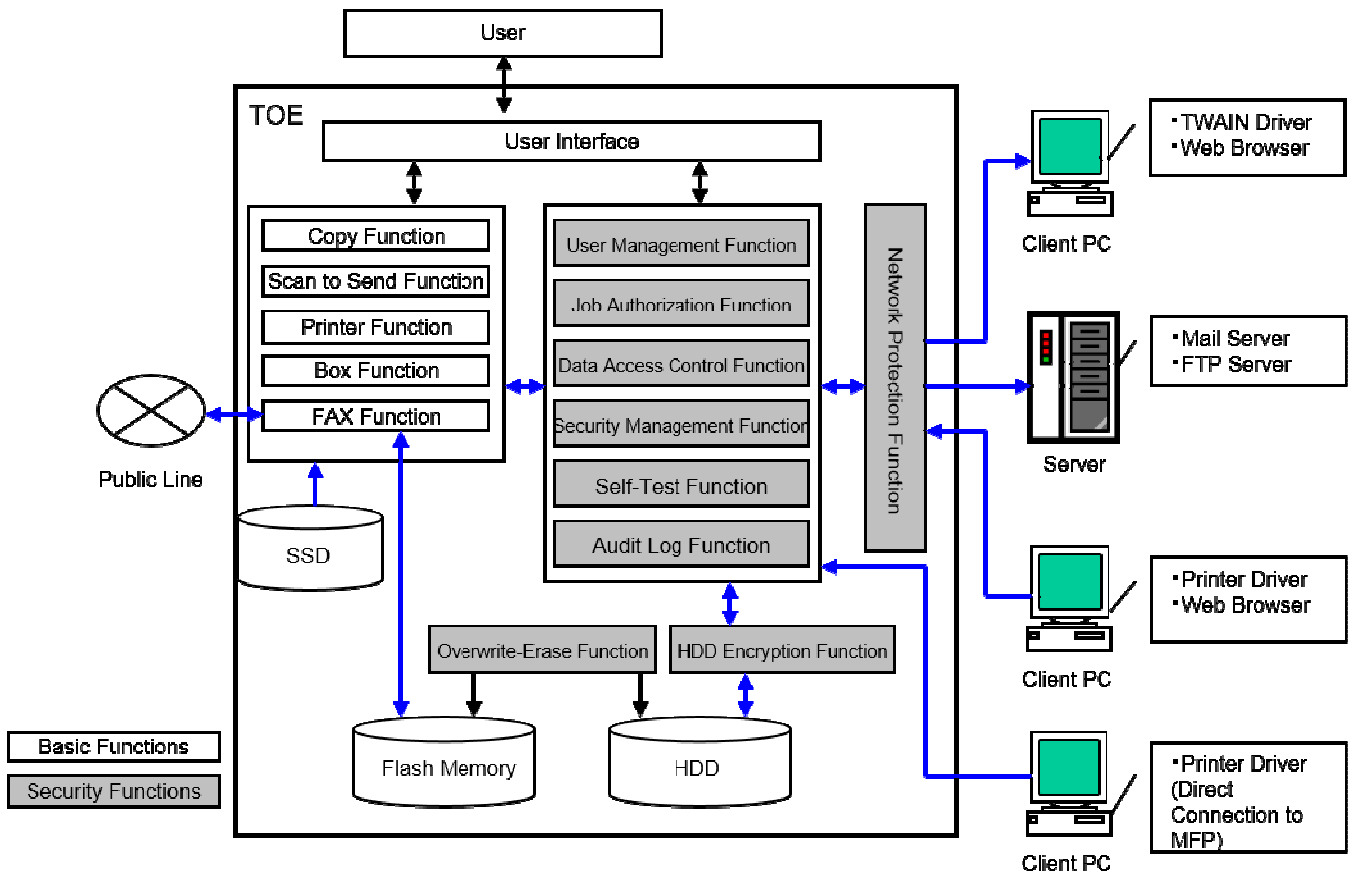 User
TOE
User Interface
Copy Function
Scan to Send Function
Printer Function
Box Function
FAX Function
User Management Function
Job Authorization Function
Data Access Control Function
Security Management Function
Self-Test Function
Audit Log Function
Network Protection Function
Public Line
SSD
Overwrite-Erase Function
HDD Encryption Function
Flash Memory
HDD
Basic Functions
Security Functions
・TWAIN Driver
・Web Browser
Client PC
・Mail Server
・FTP Server
Server
・Printer Driver
・Web Browser
Client PC
・Printer Driver
(Direct
Connection to
MFP)
Client PC